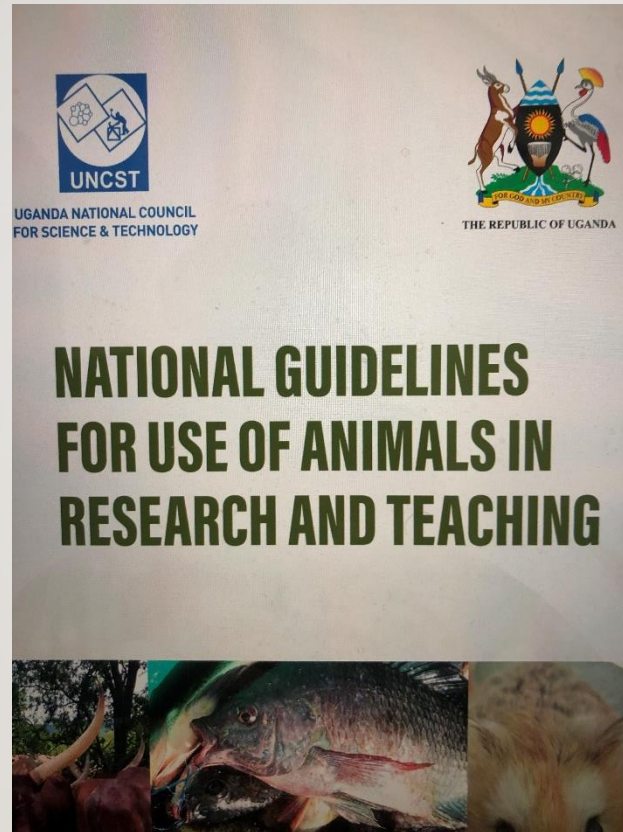 UNCST
UGANDA NATIONAL COUNCIL
FOR SCIENCE & TECHNOLOGY
FOR GOD AND MY COUNTRY
THE REPUBLIC OF UGANDA
NATIONAL GUIDELINES
FOR USE OF ANIMALS IN
RESEARCH AND TEACHING